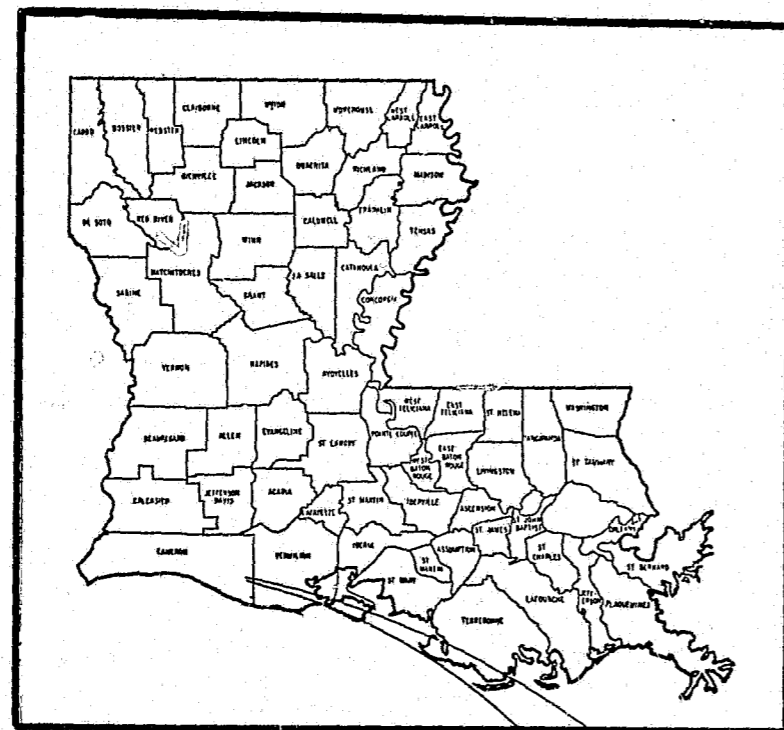 CLAIBORNE
UNION
MOREHOUSE
WEST
CARROLL
EAST
CARROLL
CADDO
BOSSIER
WEBSTER
LINCOLN
OUACHITA
RICHLAND
MADISON
BIENVILLE
JACKSON
FRANKLIN
DE SOTO
RED RIVER
CALDWELL
TENSAS
WINN
NATCHITOCHES
LA SALLE
CATAHOULA
SABINE
GRANT
CONCORDIA
VERNON
RAPIDES
AVOYELLES
WEST
FELICIANA
EAST
FELICIANA
ST HELENA
WASHINGTON
BEAUREGARD
ALLEN
EVANGELINE
ST LANDRY
POINTE COUPEE
TANGIPAHOA
WEST
BATON
ROUGE
EAST
BATON
ROUGE
LIVINGSTON
ST TAMMANY
CALCASIEU
JEFFERSON
DAVIS
ACADIA
LAFAYETTE
ST MARTIN
IBERVILLE
ASCENSION
ST JAMES
ST JOHN
BAPTIST
ORLEANS
CAMERON
VERMILION
IBERIA
ASSUMPTION
ST
MARTIN
ST MARY
ST
CHARLES
ST BERNARD
TERREBONNE
LAFOURCHE
JEFF-
ERSON
PLAQUEMINES